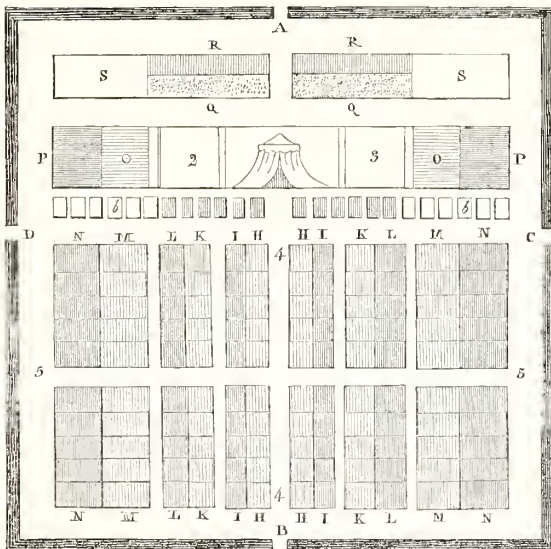 A
R R
S S
Q Q
P O 2 3 O P
6 6
D N M L K I H H I K L M N C
4
5 5
4
N M L K I H H I K L M N
B